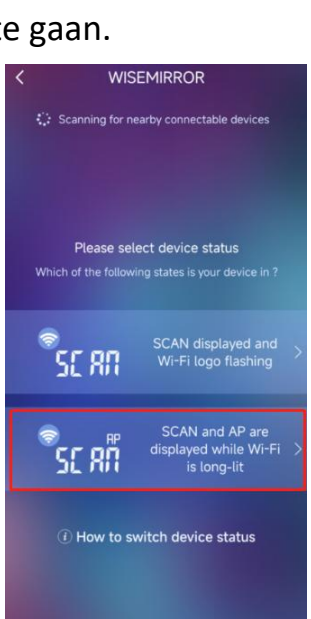 te gaan.
WISEMIRROR
Scanning for nearby connectable devices
Please select device status
Which of the following states is your device in ?
SCAN
SCAN displayed and
Wi-Fi logo flashing
AP
SCAN
SCAN and AP are
displayed while Wi-Fi
is long-lit
How to switch device status